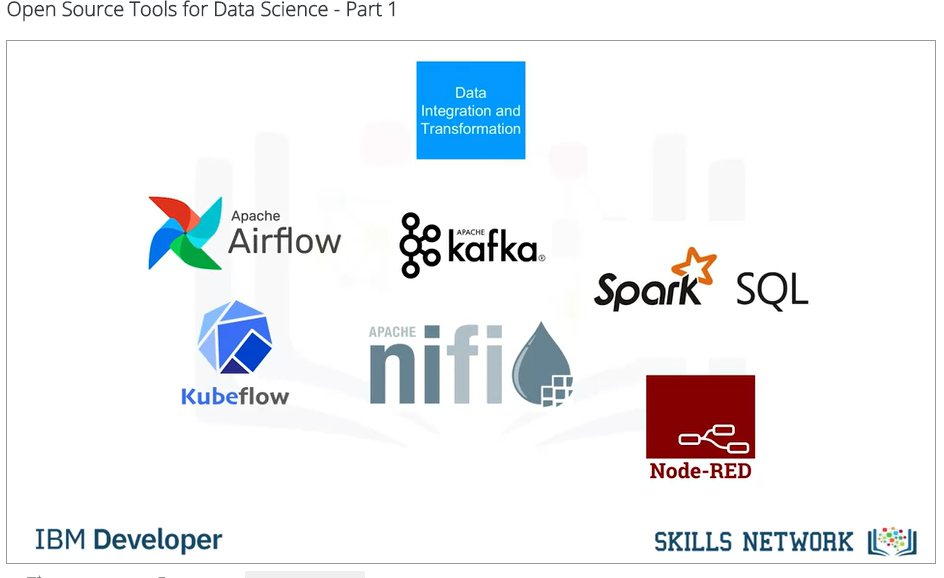 Open Source Tools for Data Science - Part 1
Data
Integration and
Transformation
Apache
Airflow
APACHE
kafka®
Spark SQL
Kubeflow
APACHE
nifi
Node-RED
IBM Developer
SKILLS NETWORK